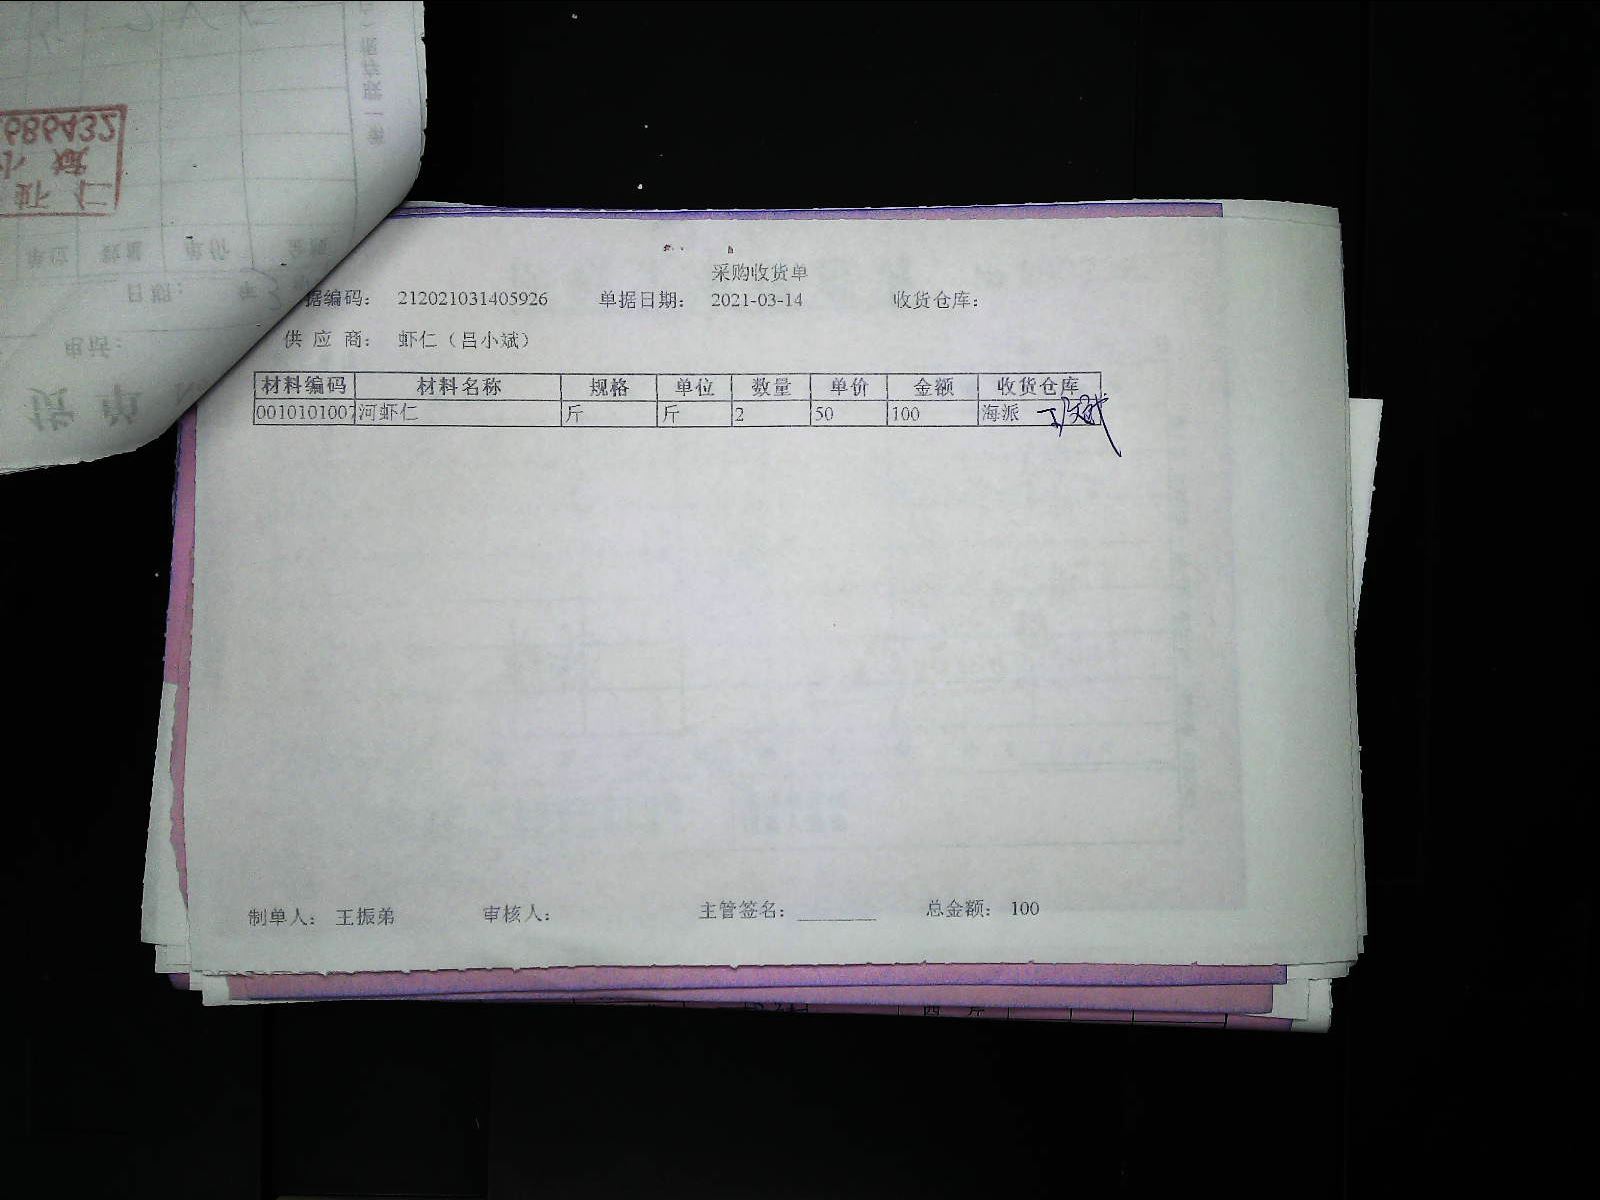 采购收货单
据编码： 212021031405926 单据日期： 2021-03-14 收货仓库：
供 应 商： 虾仁（吕小斌）
材料编码 材料名称 规格 单位 数量 单价 金额 收货仓库
0010101007 河虾仁 斤 斤 2 50 100 海派
制单人： 王振弟 审核人： 主管签名： 总金额： 100